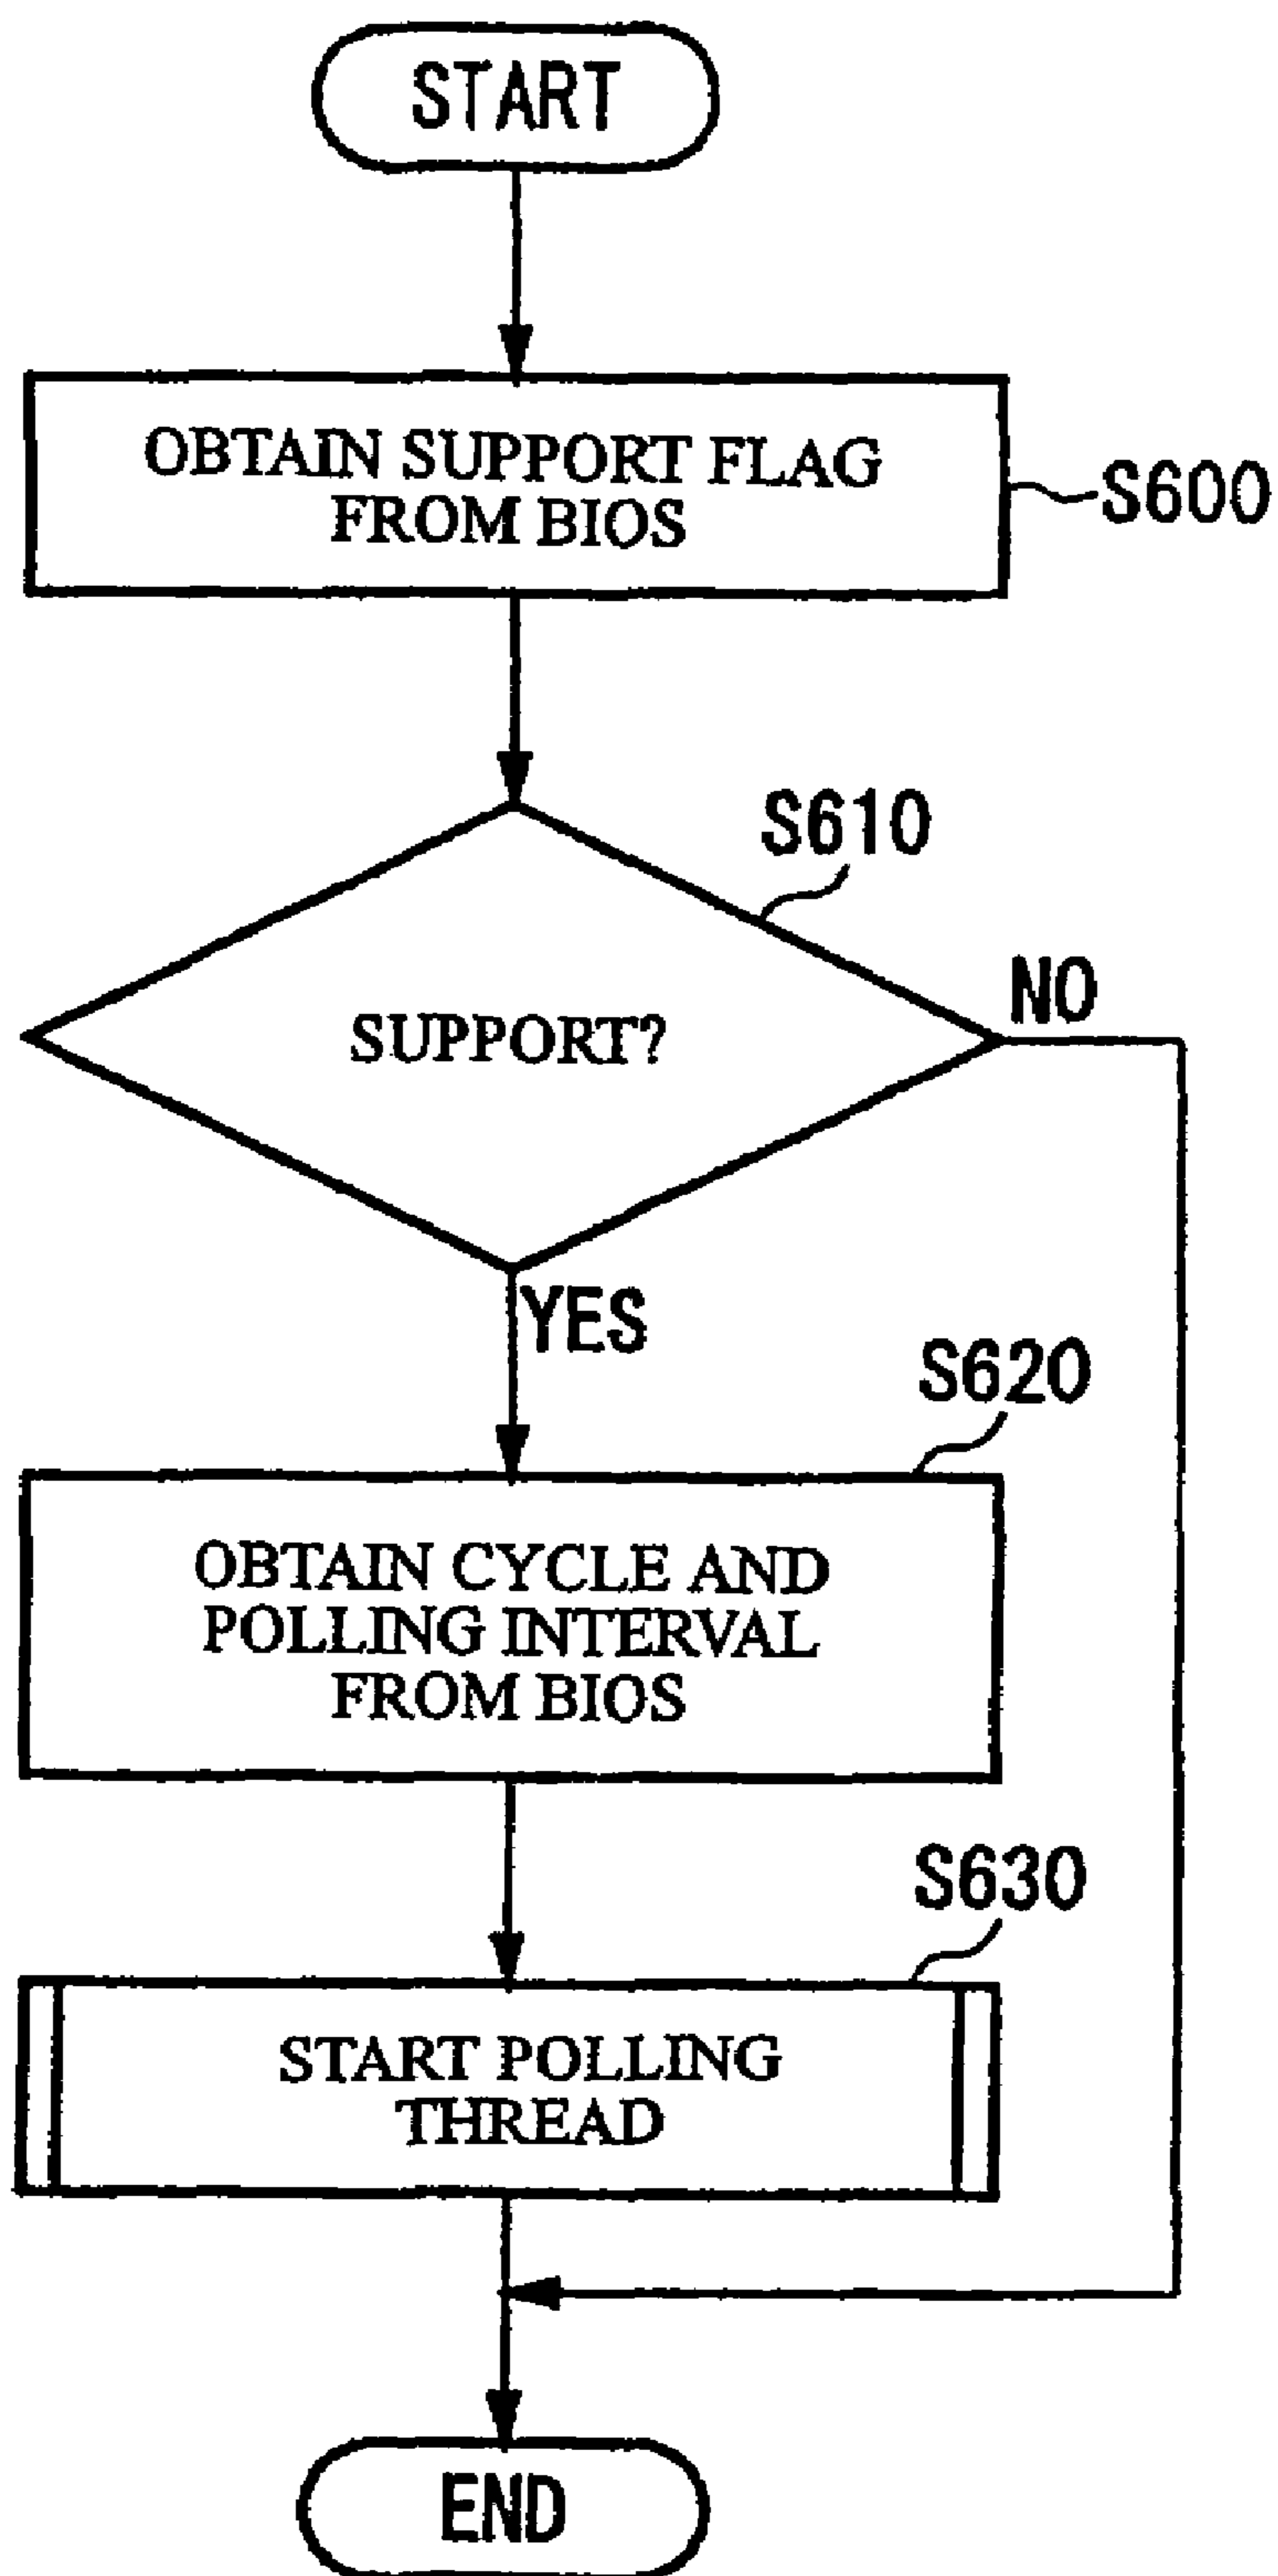 START
OBTAIN SUPPORT FLAG
FROM BIOS
S600
S610
SUPPORT?
NO
YES
S620
OBTAIN CYCLE AND
POLLING INTERVAL
FROM BIOS
S630
START POLLING
THREAD
END